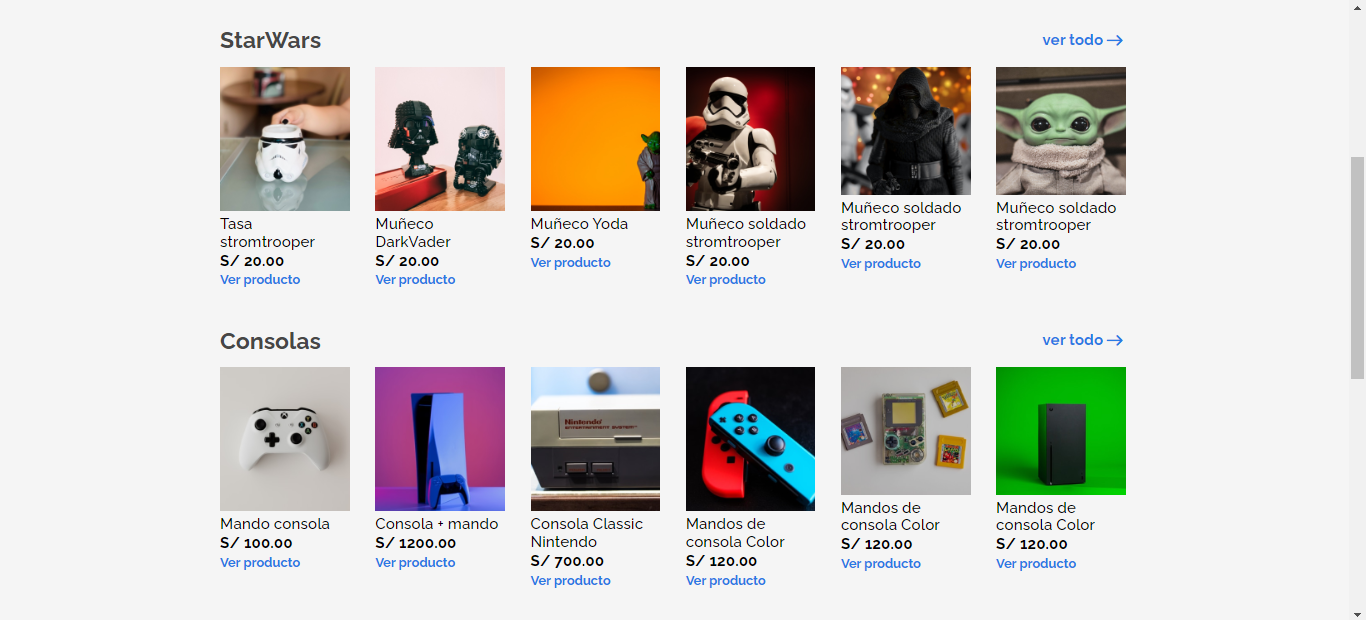 StarWars
ver todo →
Tasa
stromtrooper
S/ 20.00
Ver producto
Muñeco
DarkVader
S/ 20.00
Ver producto
Muñeco Yoda
S/ 20.00
Ver producto
Muñeco soldado
stromtrooper
S/ 20.00
Ver producto
Muñeco soldado
stromtrooper
S/ 20.00
Ver producto
Muñeco soldado
stromtrooper
S/ 20.00
Ver producto
Consolas
ver todo →
Mando consola
S/ 100.00
Ver producto
Consola + mando
S/ 1200.00
Ver producto
Nintendo
ENTERTAINMENT SYSTEM
Consola Classic
Nintendo
S/ 700.00
Ver producto
Mandos de
consola Color
S/ 120.00
Ver producto
Mandos de
consola Color
S/ 120.00
Ver producto
Mandos de
consola Color
S/ 120.00
Ver producto